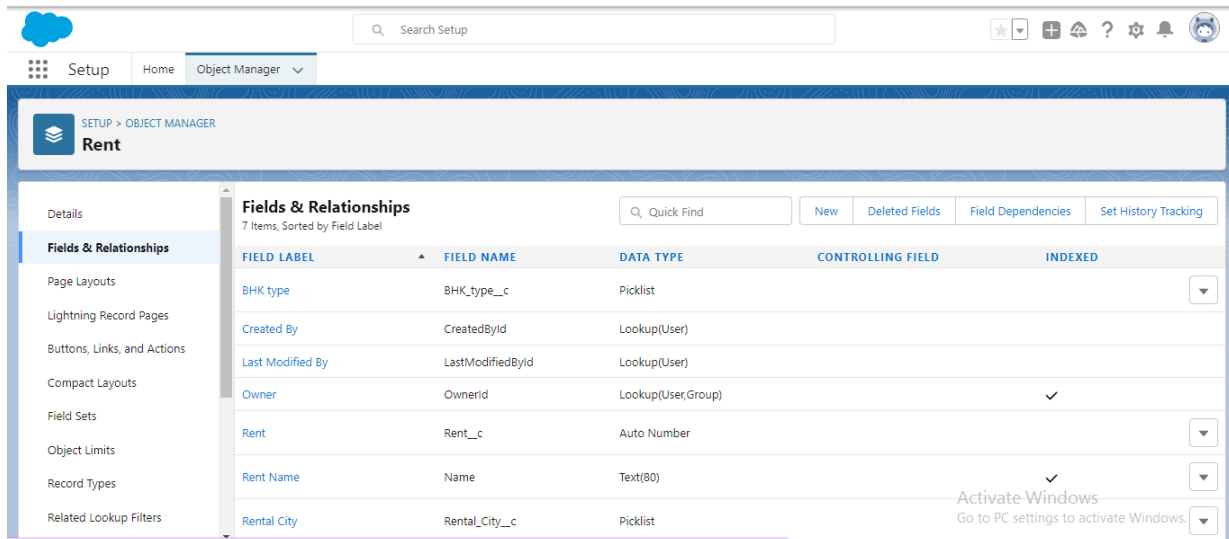 Search Setup
Setup Home Object Manager
SETUP > OBJECT MANAGER
Rent
Details
Fields & Relationships
Page Layouts
Lightning Record Pages
Buttons, Links, and Actions
Compact Layouts
Field Sets
Object Limits
Record Types
Related Lookup Filters
Fields & Relationships
7 Items, Sorted by Field Label
Quick Find New Deleted Fields Field Dependencies Set History Tracking
FIELD LABEL FIELD NAME DATA TYPE CONTROLLING FIELD INDEXED
BHK type BHK_type__c Picklist
Created By CreatedById Lookup(User)
Last Modified By LastModifiedById Lookup(User)
Owner OwnerId Lookup(User,Group)
Rent Rent__c Auto Number
Rent Name Name Text(80)
Rental City Rental_City__c Picklist
Activate Windows
Go to PC settings to activate Windows.